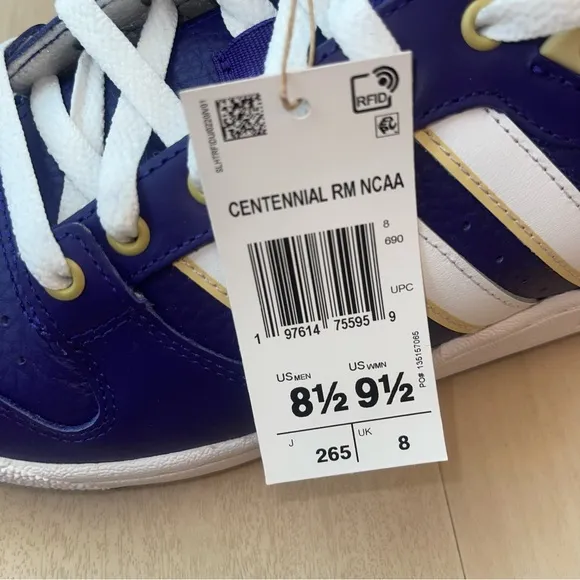 RFID
CENTENNIAL RM NCAA
8
690
UPC
1 97614 75595 9
US MEN US WMN
8½ 9½
PO# 135157065
J 265 UK 8